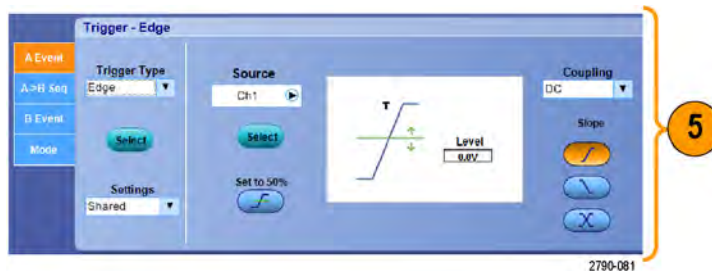 Trigger - Edge
A Event
A->B Seq
B Event
Mode
Trigger Type
Edge
Select
Settings
Shared
Source
Ch1
Select
Set to 50%
T
Level
0.0V
Coupling
DC
Slope
5
2790-081